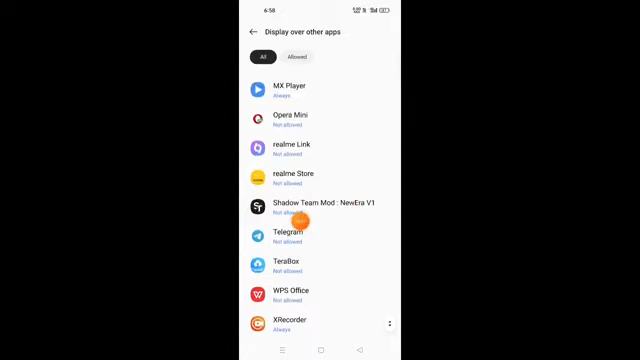 6:58
Display over other apps
All
Allowed
MX Player
Always
Opera Mini
Not allowed
realme Link
Not allowed
realme Store
Not allowed
Shadow Team Mod : NewEra V1
Not allowed
Telegram
Not allowed
TeraBox
Not allowed
WPS Office
Not allowed
XRecorder
Always